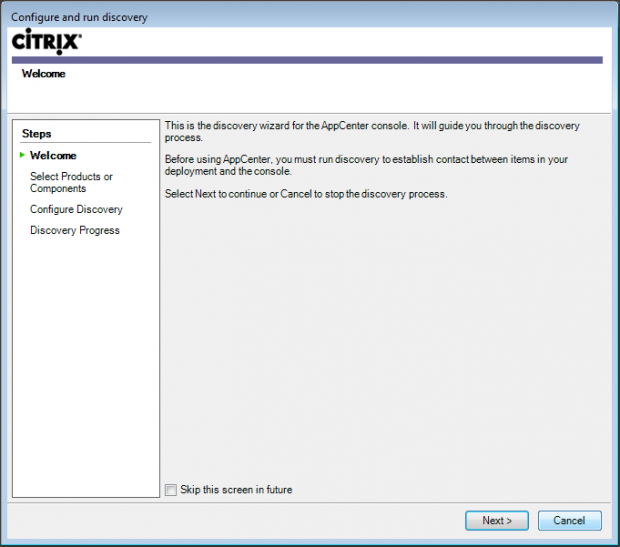 Configure and run discovery
CİTRIX®
Welcome
Steps
Welcome
Select Products or
Components
Configure Discovery
Discovery Progress
This is the discovery wizard for the AppCenter console. It will guide you through the discovery
process.
Before using AppCenter, you must run discovery to establish contact between items in your
deployment and the console.
Select Next to continue or Cancel to stop the discovery process.
Skip this screen in future
Next >
Cancel